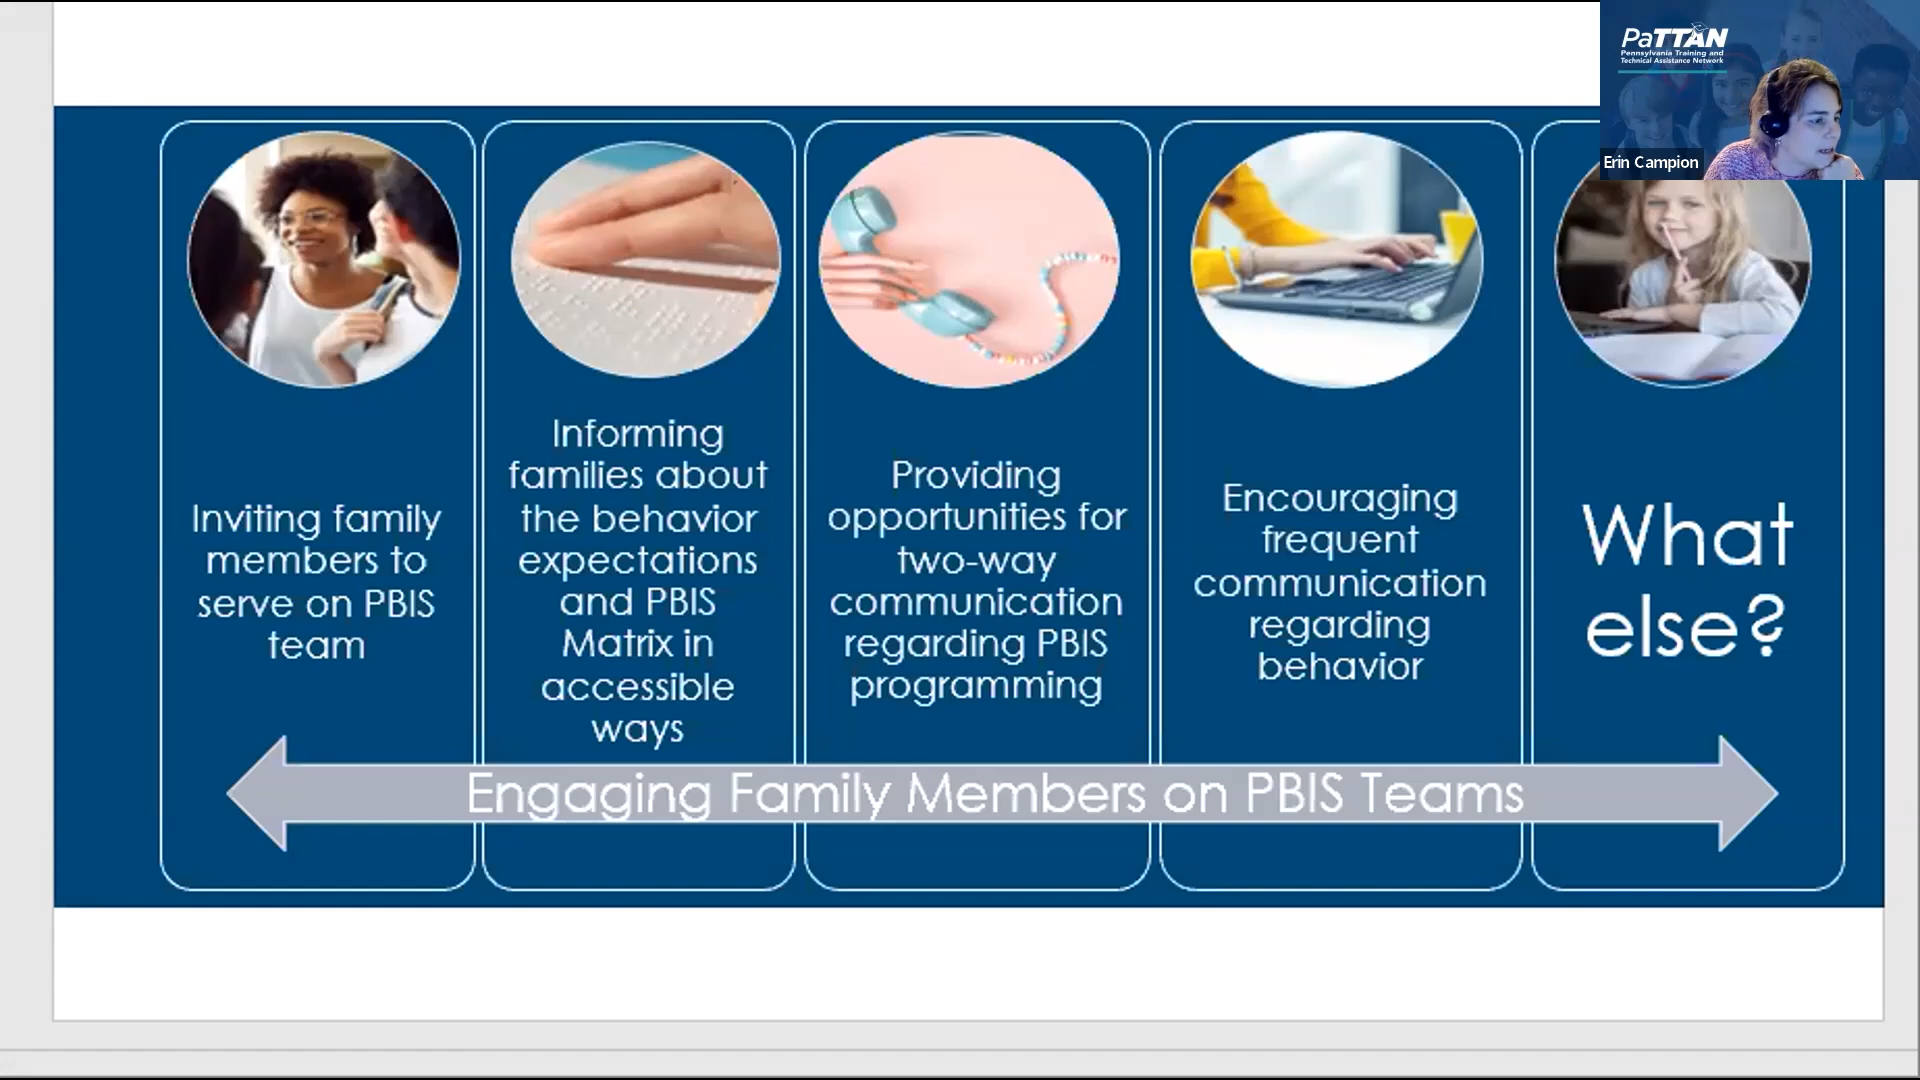 PaTTAN
Pennsylvania Training and
Technical Assistance Network
Erin Campion
Inviting family
members to
serve on PBIS
team
Informing
families about
the behavior
expectations
and PBIS
Matrix in
accessible
ways
Providing
opportunities for
two-way
communication
regarding PBIS
programming
Encouraging
frequent
communication
regarding
behavior
What
else?
Engaging Family Members on PBIS Teams